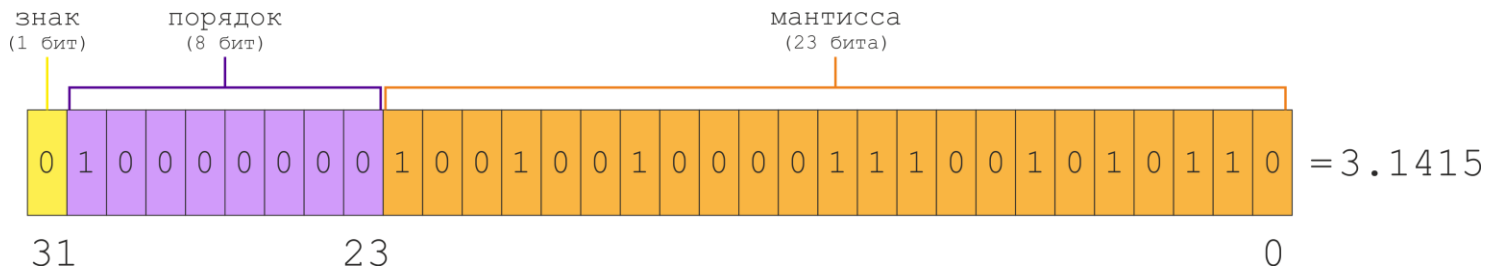 знак порядок мантисса
(1 бит) (8 бит) (23 бита)
0 1 0 0 0 0 0 0 0 1 0 0 1 0 0 1 0 0 0 0 1 1 1 0 0 1 0 1 0 1 1 0 =3.1415
31 23 0